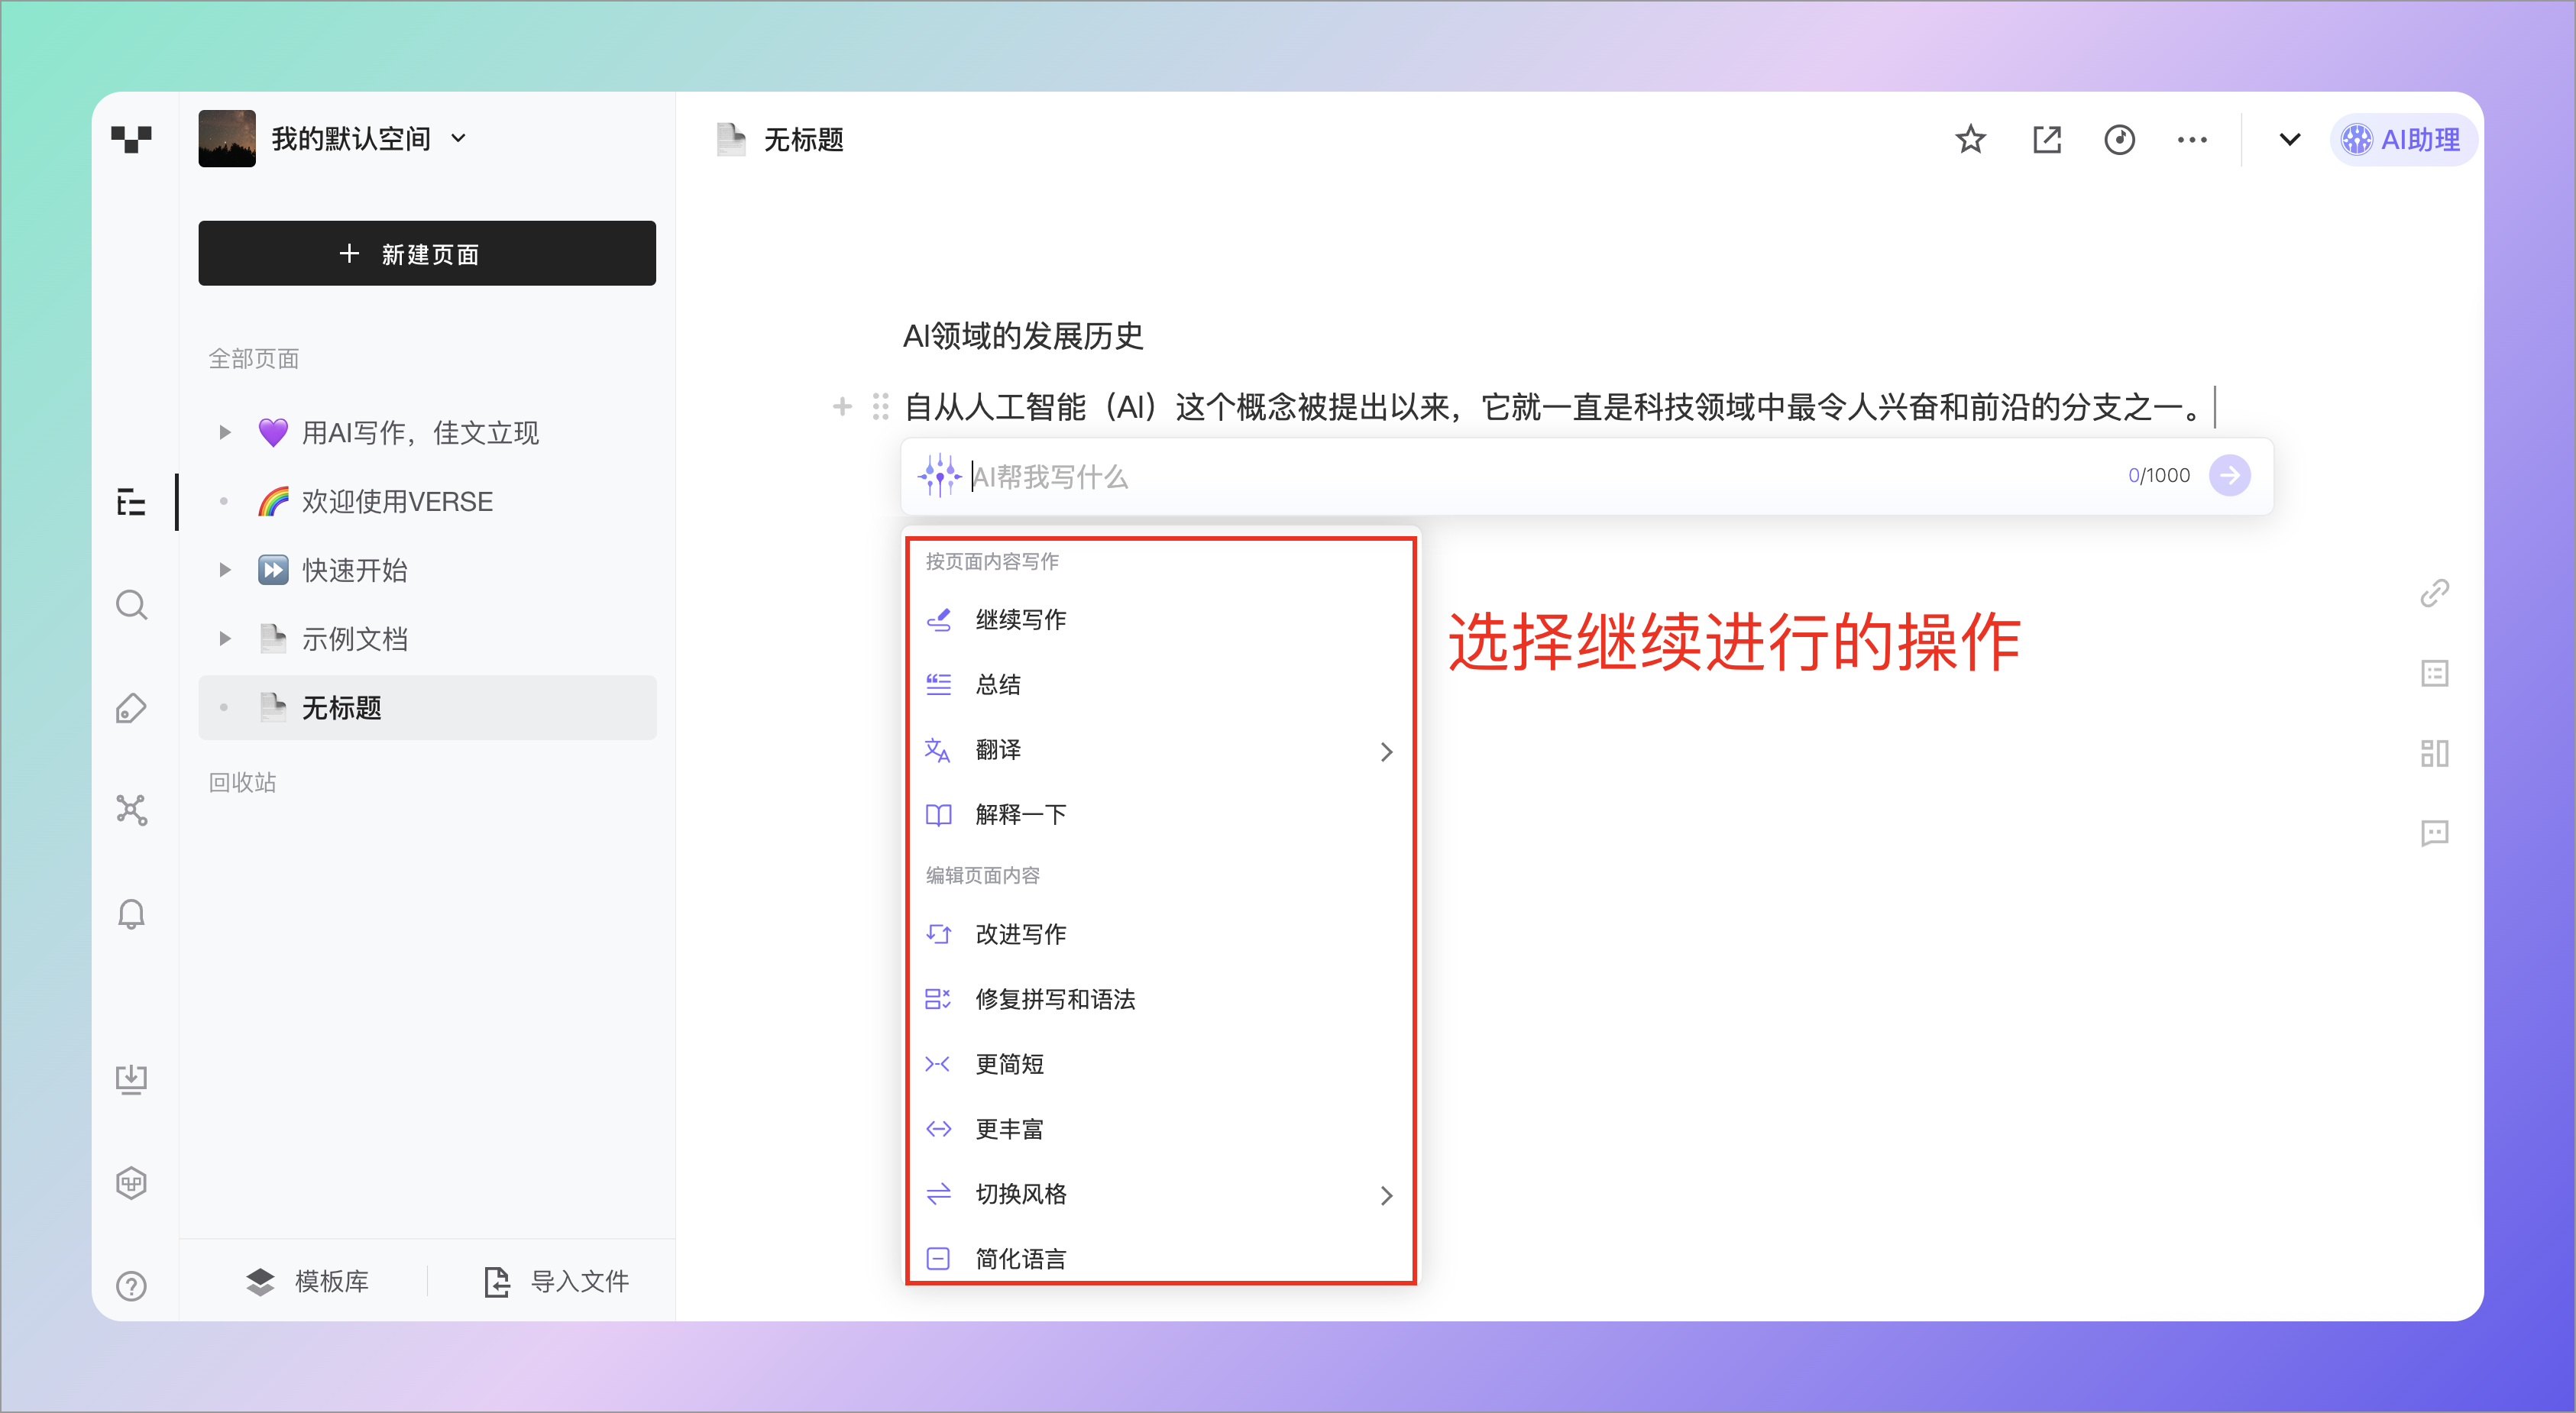 我的默认空间
新建页面
全部页面
用AI写作，佳文立现
欢迎使用VERSE
快速开始
示例文档
无标题
回收站
模板库
导入文件
无标题
AI助理
AI领域的发展历史
自从人工智能（AI）这个概念被提出以来，它就一直是科技领域中最令人兴奋和前沿的分支之一。
AI帮我写什么
0/1000
按页面内容写作
继续写作
总结
翻译
解释一下
编辑页面内容
改进写作
修复拼写和语法
更简短
更丰富
切换风格
简化语言
选择继续进行的操作